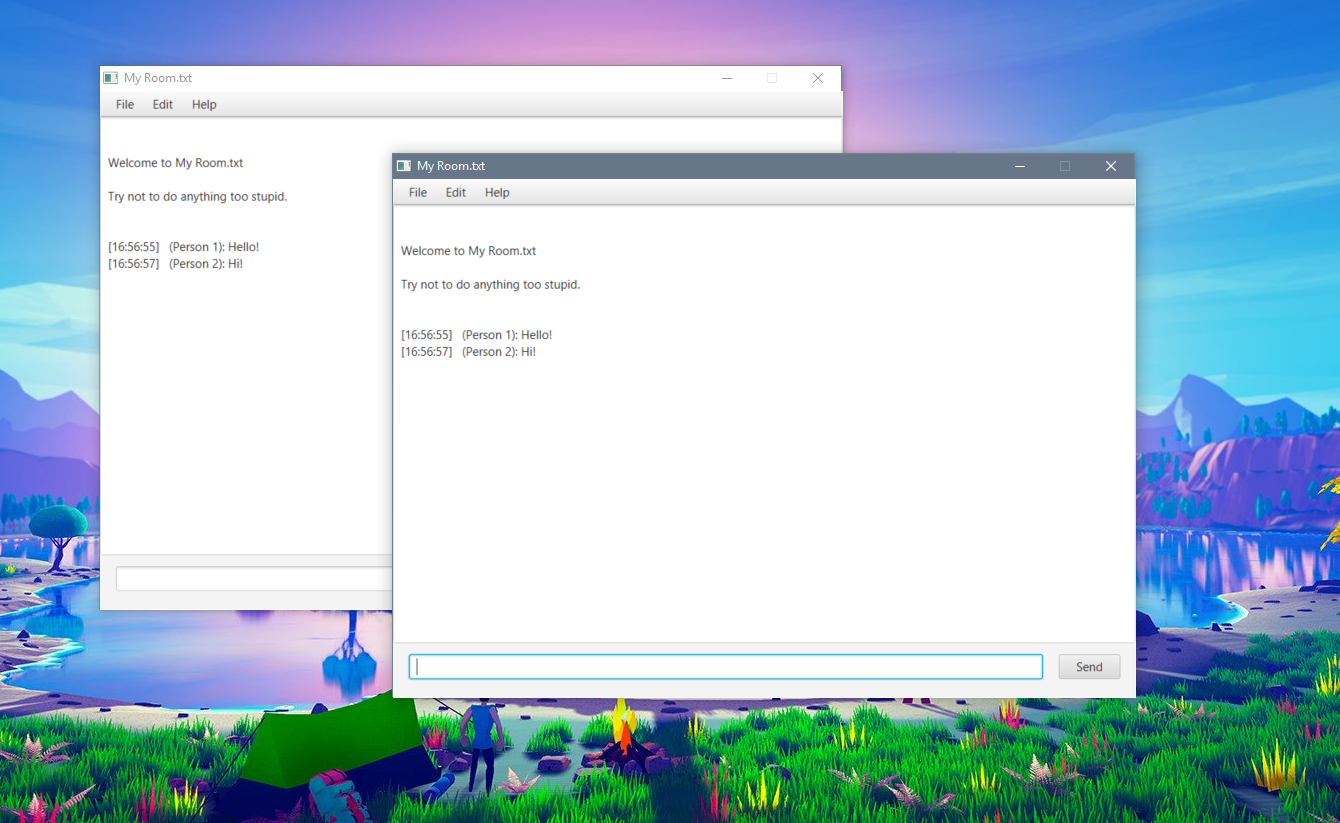 My Room.txt
File Edit Help
Welcome to My Room.txt
Try not to do anything too stupid.
[16:56:55] (Person 1): Hello!
[16:56:57] (Person 2): Hi!
My Room.txt
File Edit Help
Welcome to My Room.txt
Try not to do anything too stupid.
[16:56:55] (Person 1): Hello!
[16:56:57] (Person 2): Hi!
Send